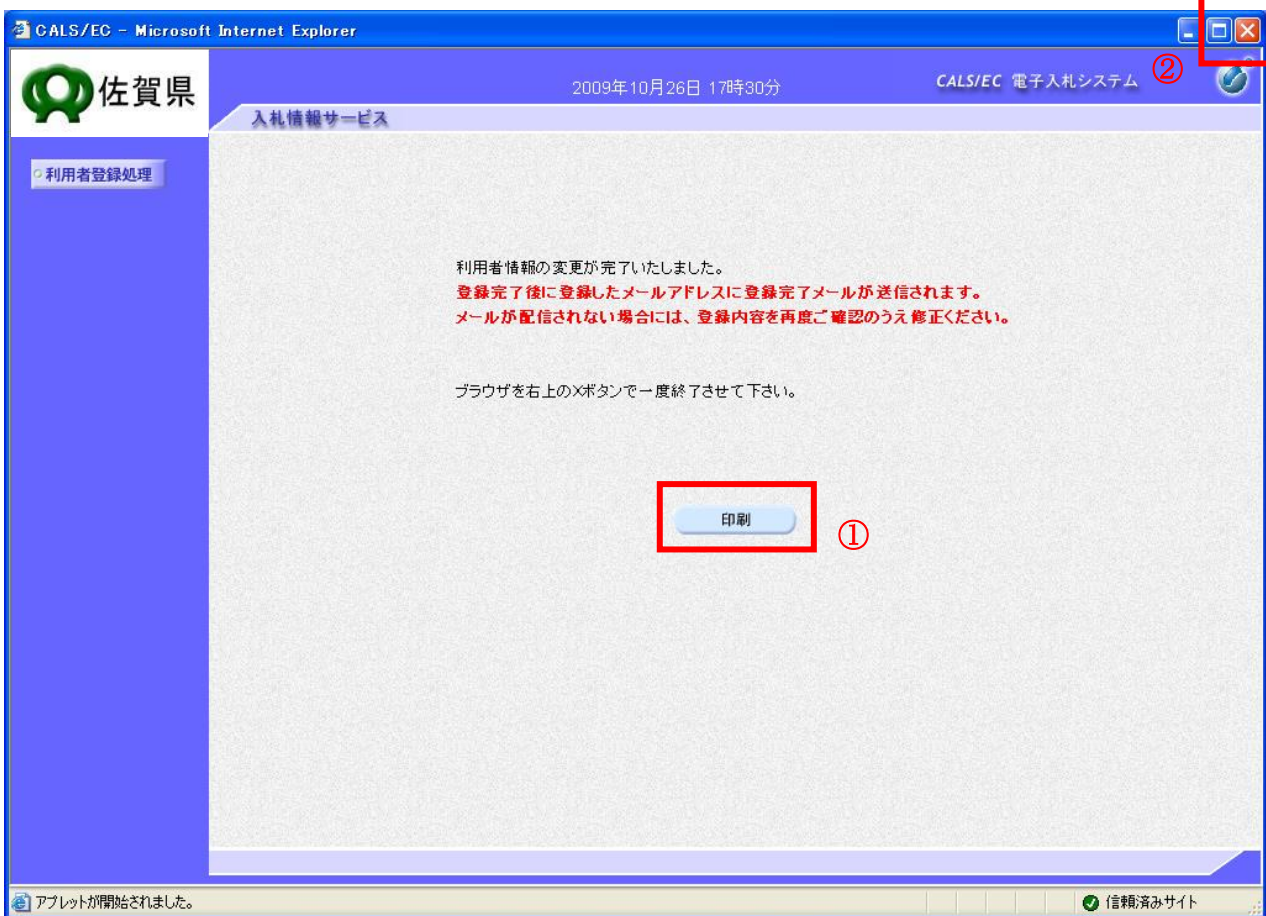 CALS/EC - Microsoft Internet Explorer
佐賀県
2009年10月26日 17時30分
CALS/EC 電子入札システム
②
入札情報サービス
利用者登録処理
利用者情報の変更が完了いたしました。
登録完了後に登録したメールアドレスに登録完了メールが送信されます。
メールが配信されない場合には、登録内容を再度ご確認のうえ修正ください。
ブラウザを右上の×ボタンで一度終了させて下さい。
印刷
①
アプレットが開始されました。
信頼済みサイト